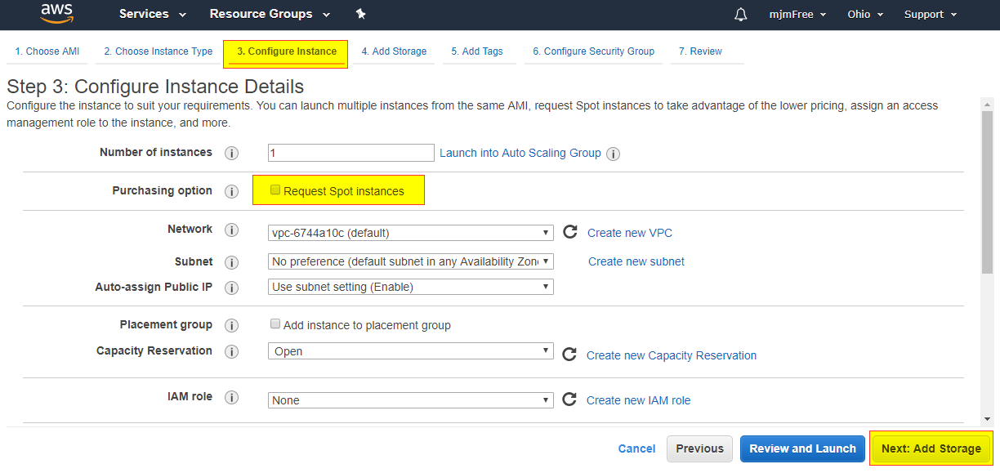 aws Services Resource Groups mjmFree Ohio Support
1. Choose AMI 2. Choose Instance Type 3. Configure Instance 4. Add Storage 5. Add Tags 6. Configure Security Group 7. Review
Step 3: Configure Instance Details
Configure the instance to suit your requirements. You can launch multiple instances from the same AMI, request Spot instances to take advantage of the lower pricing, assign an access
management role to the instance, and more.
Number of instances i 1 Launch into Auto Scaling Group i
Purchasing option i Request Spot instances
Network i vpc-6744a10c (default) Create new VPC
Subnet i No preference (default subnet in any Availability Zon Create new subnet
Auto-assign Public IP i Use subnet setting (Enable)
Placement group i Add instance to placement group
Capacity Reservation i Open Create new Capacity Reservation
IAM role i None Create new IAM role
Cancel Previous Review and Launch Next: Add Storage